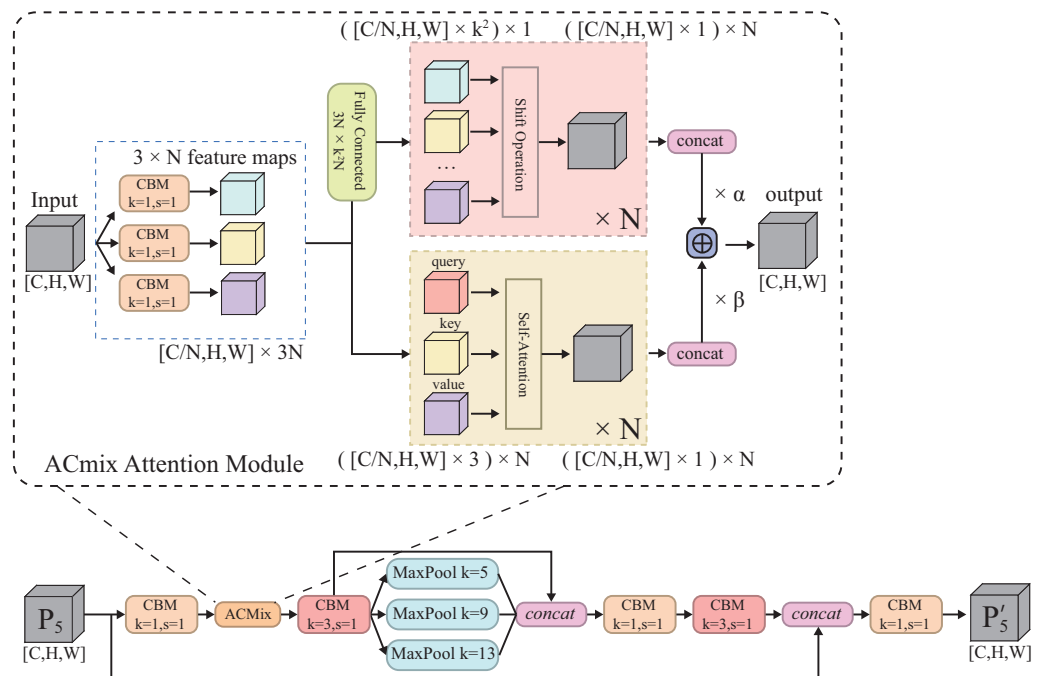 ( [C/N,H,W] × k² ) × 1
( [C/N,H,W] × 1 ) × N
3 × N feature maps
Input
[C,H,W]
CBM
k=1,s=1
CBM
k=1,s=1
CBM
k=1,s=1
[C/N,H,W] × 3N
Fully Connected
3N × k²N
...
Shift Operation
× N
concat
× α
output
[C,H,W]
× β
concat
query
key
value
Self-Attention
× N
( [C/N,H,W] × 3 ) × N
( [C/N,H,W] × 1 ) × N
ACmix Attention Module
P₅
[C,H,W]
CBM
k=1,s=1
ACMix
CBM
k=3,s=1
MaxPool k=5
MaxPool k=9
MaxPool k=13
concat
CBM
k=1,s=1
CBM
k=3,s=1
concat
CBM
k=1,s=1
P′₅
[C,H,W]